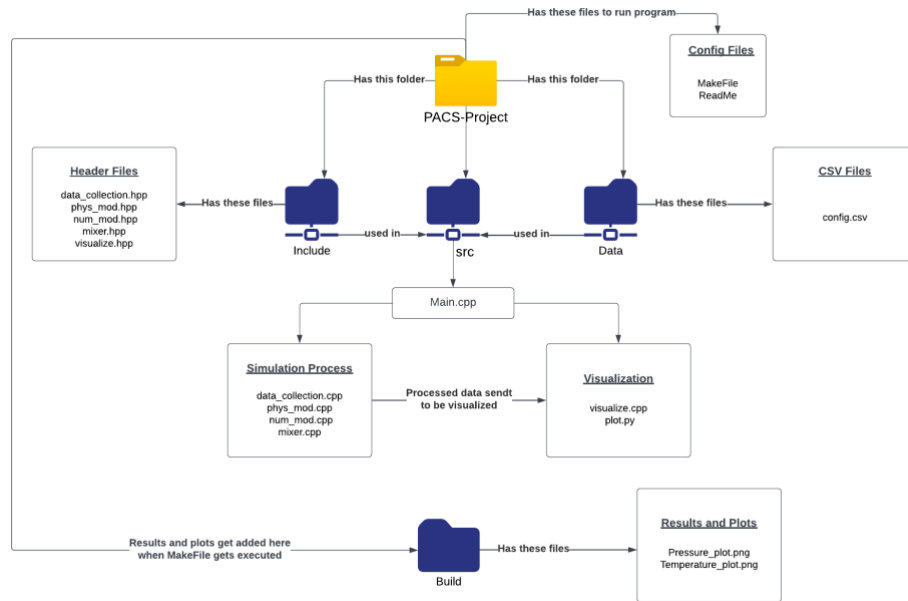 Has these files to run program
Config Files
MakeFile
ReadMe
Has this folder
Has this folder
PACS-Project
Header Files
data_collection.hpp
phys_mod.hpp
num_mod.hpp
mixer.hpp
visualize.hpp
Has these files
Include
used in
src
used in
Data
Has these files
CSV Files
config.csv
Main.cpp
Simulation Process
data_collection.cpp
phys_mod.cpp
num_mod.cpp
mixer.cpp
Processed data sendt
to be visualized
Visualization
visualize.cpp
plot.py
Results and plots get added here
when MakeFile gets executed
Build
Has these files
Results and Plots
Pressure_plot.png
Temperature_plot.png